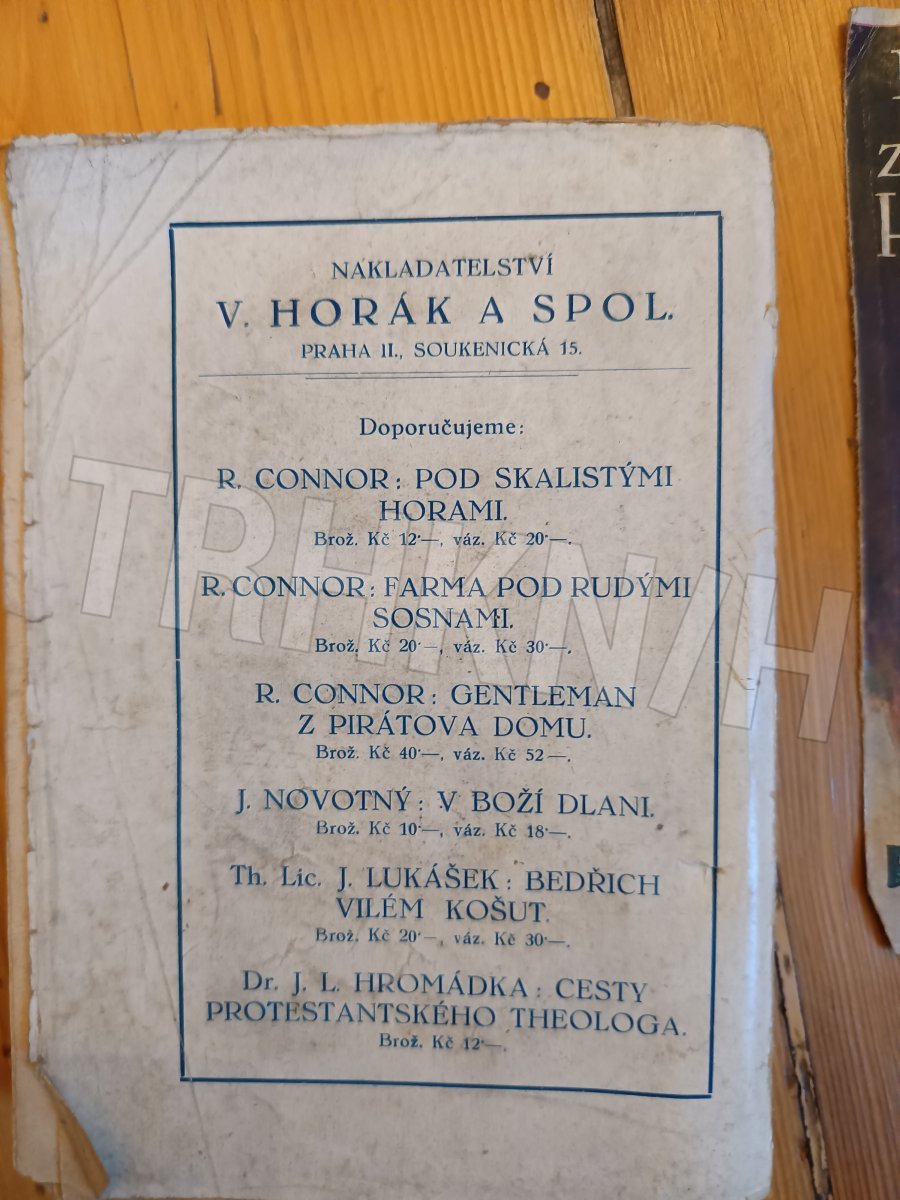 NAKLADATELSTVÍ
V. HORÁK A SPOL.
PRAHA II., SOUKENICKÁ 15.
Doporučujeme:
R. CONNOR: POD SKALISTÝMI
HORAMI.
Brož. Kč 12·—, váz. Kč 20·—.
R. CONNOR: FARMA POD RUDÝMI
SOSNAMI.
Brož. Kč 20·—, váz. Kč 30·—.
R. CONNOR: GENTLEMAN
Z PIRÁTOVA DOMU.
Brož. Kč 40·—, váz. Kč 52—.
J. NOVOTNÝ: V BOŽÍ DLANI.
Brož. Kč 10·—, váz. Kč 18·—.
Th. Lic. J. LUKÁŠEK: BEDŘICH
VILÉM KOŠUT.
Brož. Kč 20·—, váz. Kč 30—.
Dr. J. L. HROMÁDKA: CESTY
PROTESTANTSKÉHO THEOLOGA.
Brož. Kč 12·—.
TRHKNIH